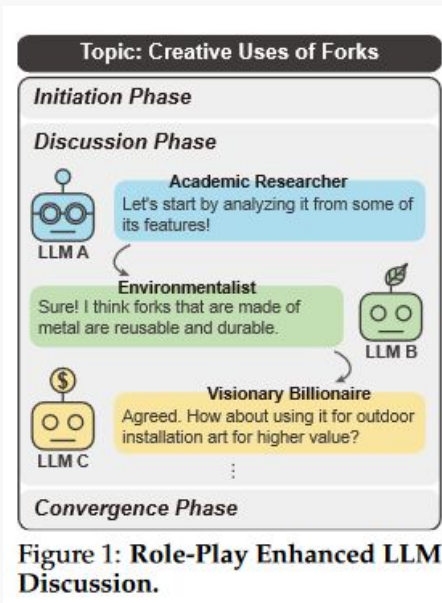 Topic: Creative Uses of Forks
Initiation Phase
Discussion Phase
Academic Researcher
Let's start by analyzing it from some of
its features!
LLM A
Environmentalist
Sure! I think forks that are made of
metal are reusable and durable.
LLM B
$
Visionary Billionaire
Agreed. How about using it for outdoor
installation art for higher value?
LLM C
⋮
Convergence Phase
Figure 1: Role-Play Enhanced LLM
Discussion.